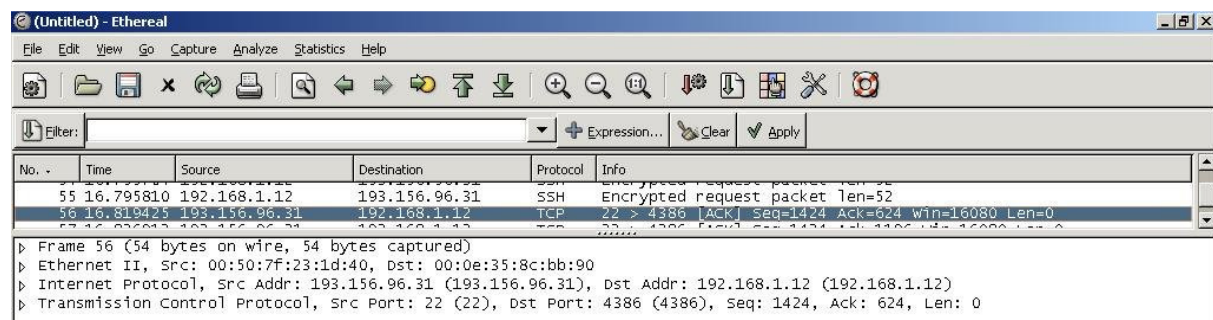 (Untitled) - Ethereal
File Edit View Go Capture Analyze Statistics Help
Filter: Expression... Clear Apply
No. Time Source Destination Protocol Info
55 16.795810 192.168.1.12 193.156.96.31 SSH Encrypted request packet len=52
56 16.819425 193.156.96.31 192.168.1.12 TCP 22 > 4386 [ACK] Seq=1424 Ack=624 Win=16080 Len=0
Frame 56 (54 bytes on wire, 54 bytes captured)
Ethernet II, Src: 00:50:7f:23:1d:40, Dst: 00:0e:35:8c:bb:90
Internet Protocol, Src Addr: 193.156.96.31 (193.156.96.31), Dst Addr: 192.168.1.12 (192.168.1.12)
Transmission Control Protocol, Src Port: 22 (22), Dst Port: 4386 (4386), Seq: 1424, Ack: 624, Len: 0